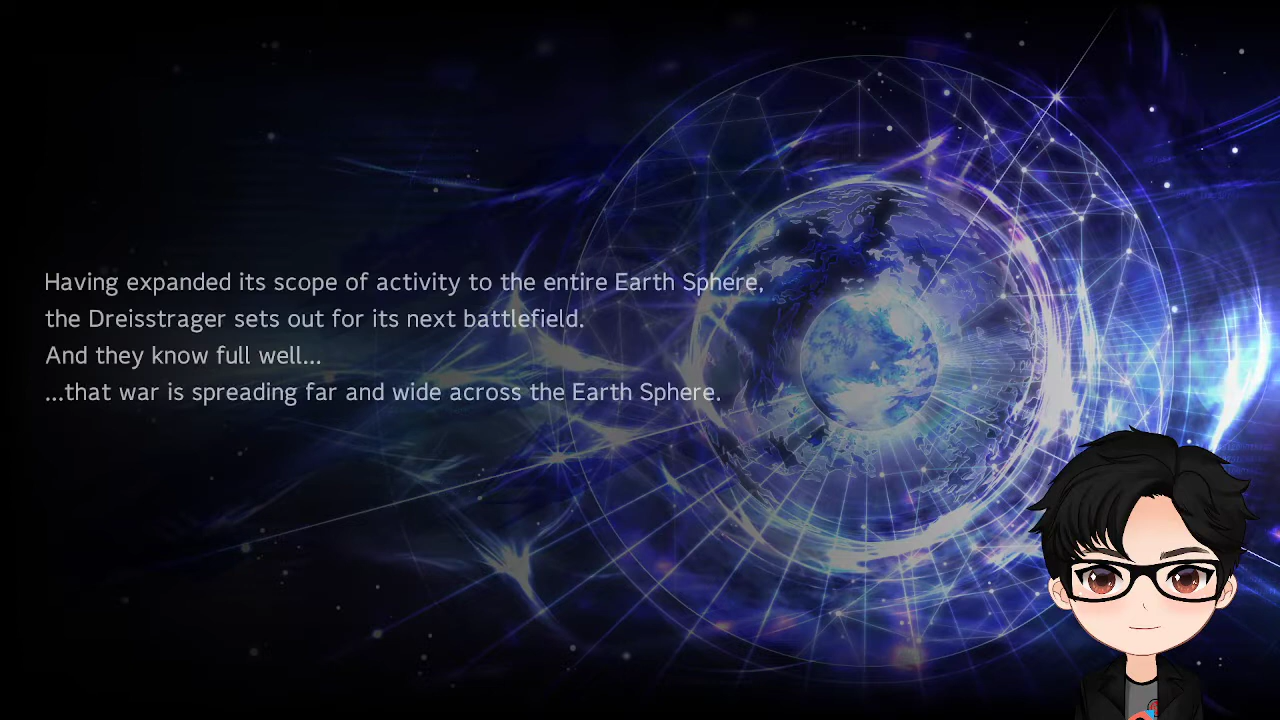 Having expanded its scope of activity to the entire Earth Sphere,
the Dreisstrager sets out for its next battlefield.
And they know full well...
...that war is spreading far and wide across the Earth Sphere.